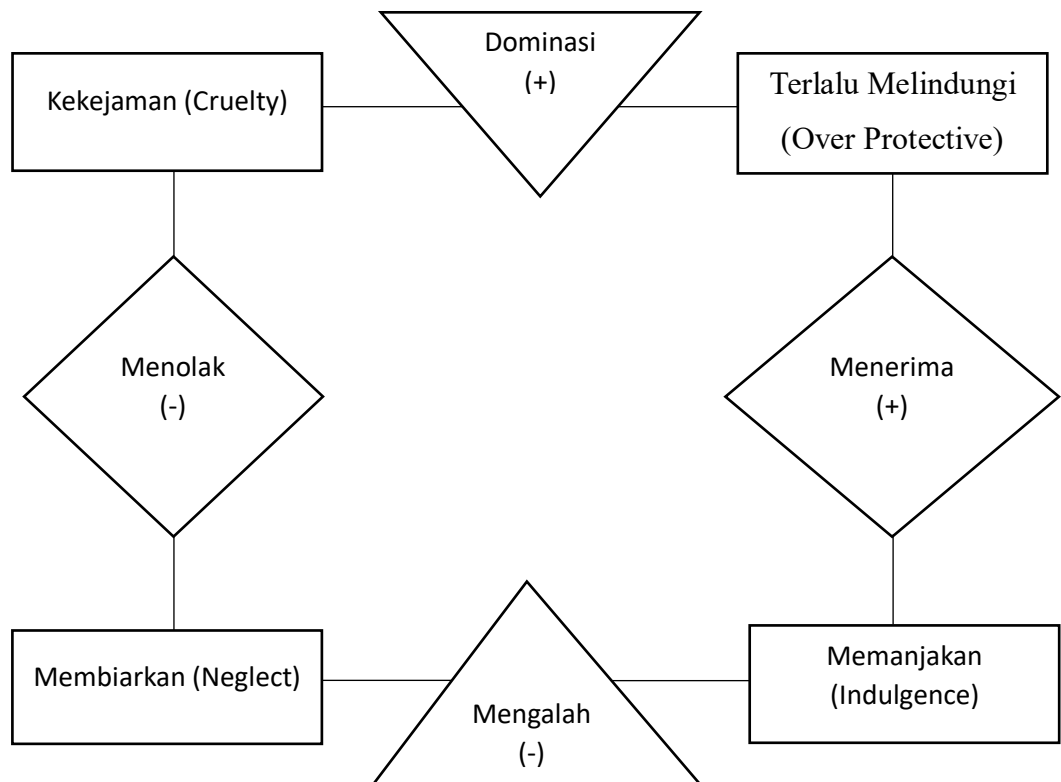 Dominasi
(+)
Kekejaman (Cruelty)
Terlalu Melindungi
(Over Protective)
Menolak
(-)
Menerima
(+)
Membiarkan (Neglect)
Mengalah
(-)
Memanjakan
(Indulgence)